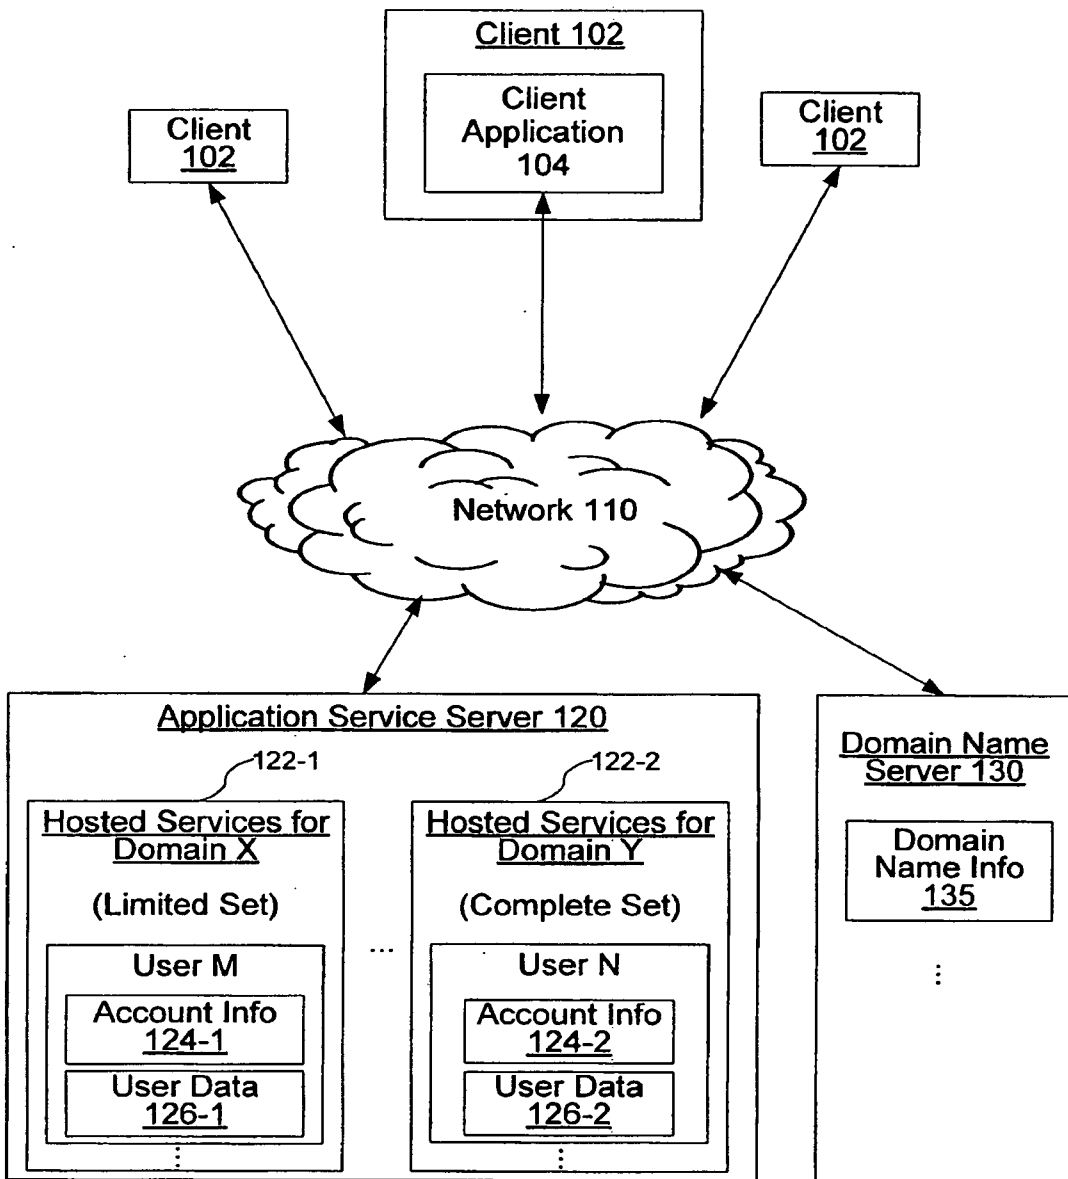 Client 102
Client
Application
104
Client
102
Client
102
Network 110
Application Service Server 120
122-1
122-2
Hosted Services for
Domain X
(Limited Set)
User M
Account Info
124-1
User Data
126-1
...
Hosted Services for
Domain Y
(Complete Set)
User N
Account Info
124-2
User Data
126-2
Domain Name
Server 130
Domain
Name Info
135